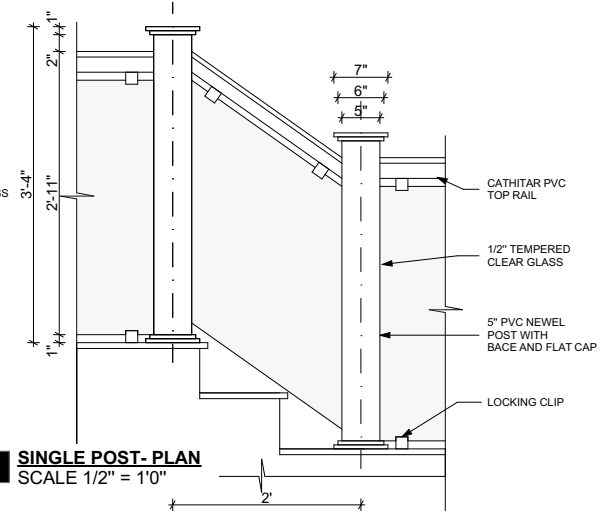 1"
2"
3'-4"
2'-11"
1"
7"
6"
5"
CATHITAR PVC
TOP RAIL
1/2" TEMPERED
CLEAR GLASS
5" PVC NEWEL
POST WITH
BACE AND FLAT CAP
LOCKING CLIP
SINGLE POST- PLAN
SCALE 1/2" = 1'0"
2'